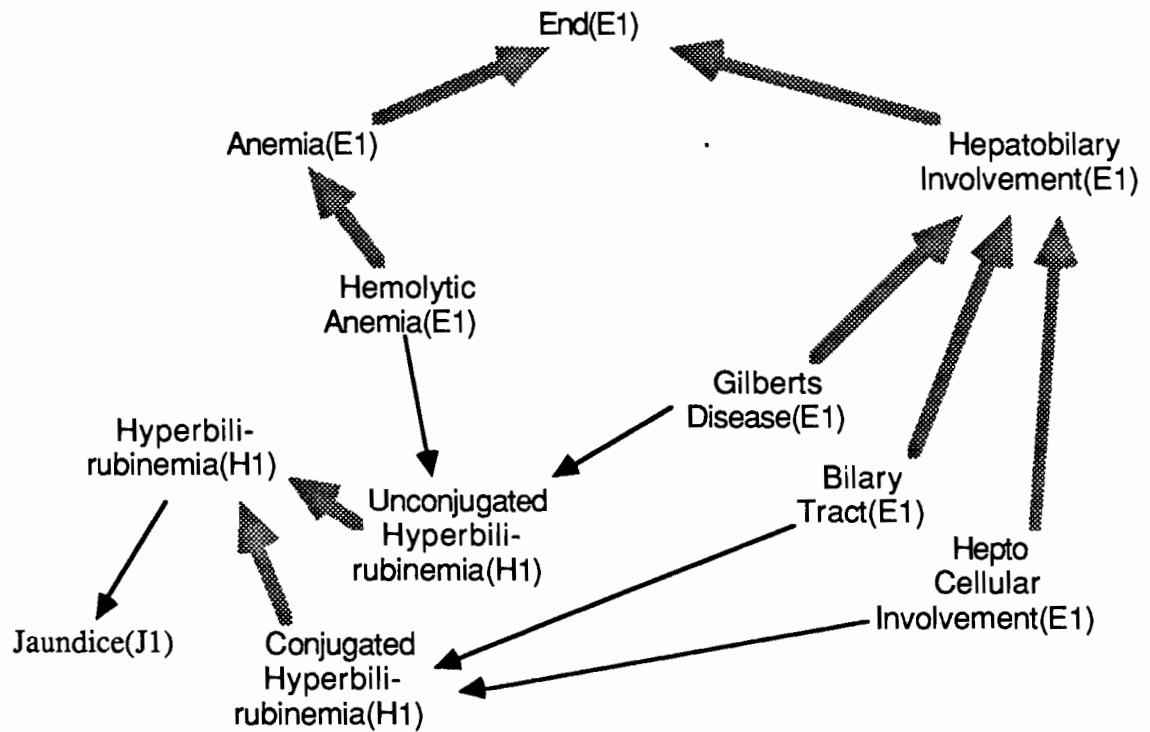 End(E1)
Anemia(E1)
Hepatobilary
Involvement(E1)
Hemolytic
Anemia(E1)
Gilberts
Disease(E1)
Hyperbili-
rubinemia(H1)
Unconjugated
Hyperbili-
rubinemia(H1)
Bilary
Tract(E1)
Hepto
Cellular
Involvement(E1)
Jaundice(J1)
Conjugated
Hyperbili-
rubinemia(H1)